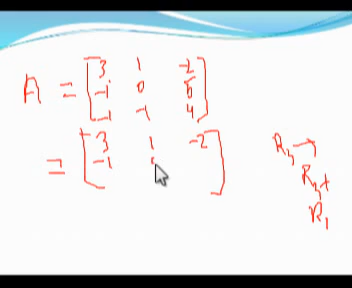 A = [3 1 -2
-1 0 5
-1 -1 4]
= [3 1 -2
-1
R₃ →
R₃ +
R₁